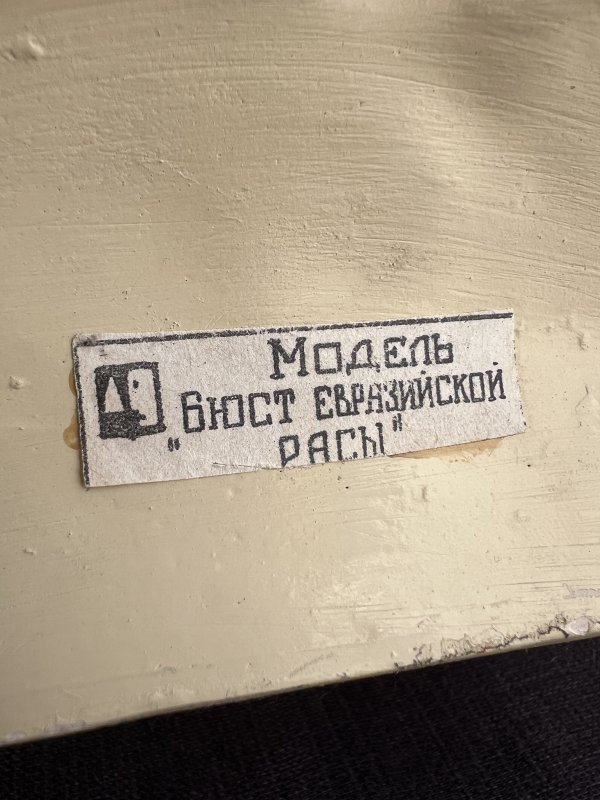 Модель
"Бюст Евразийской
расы"